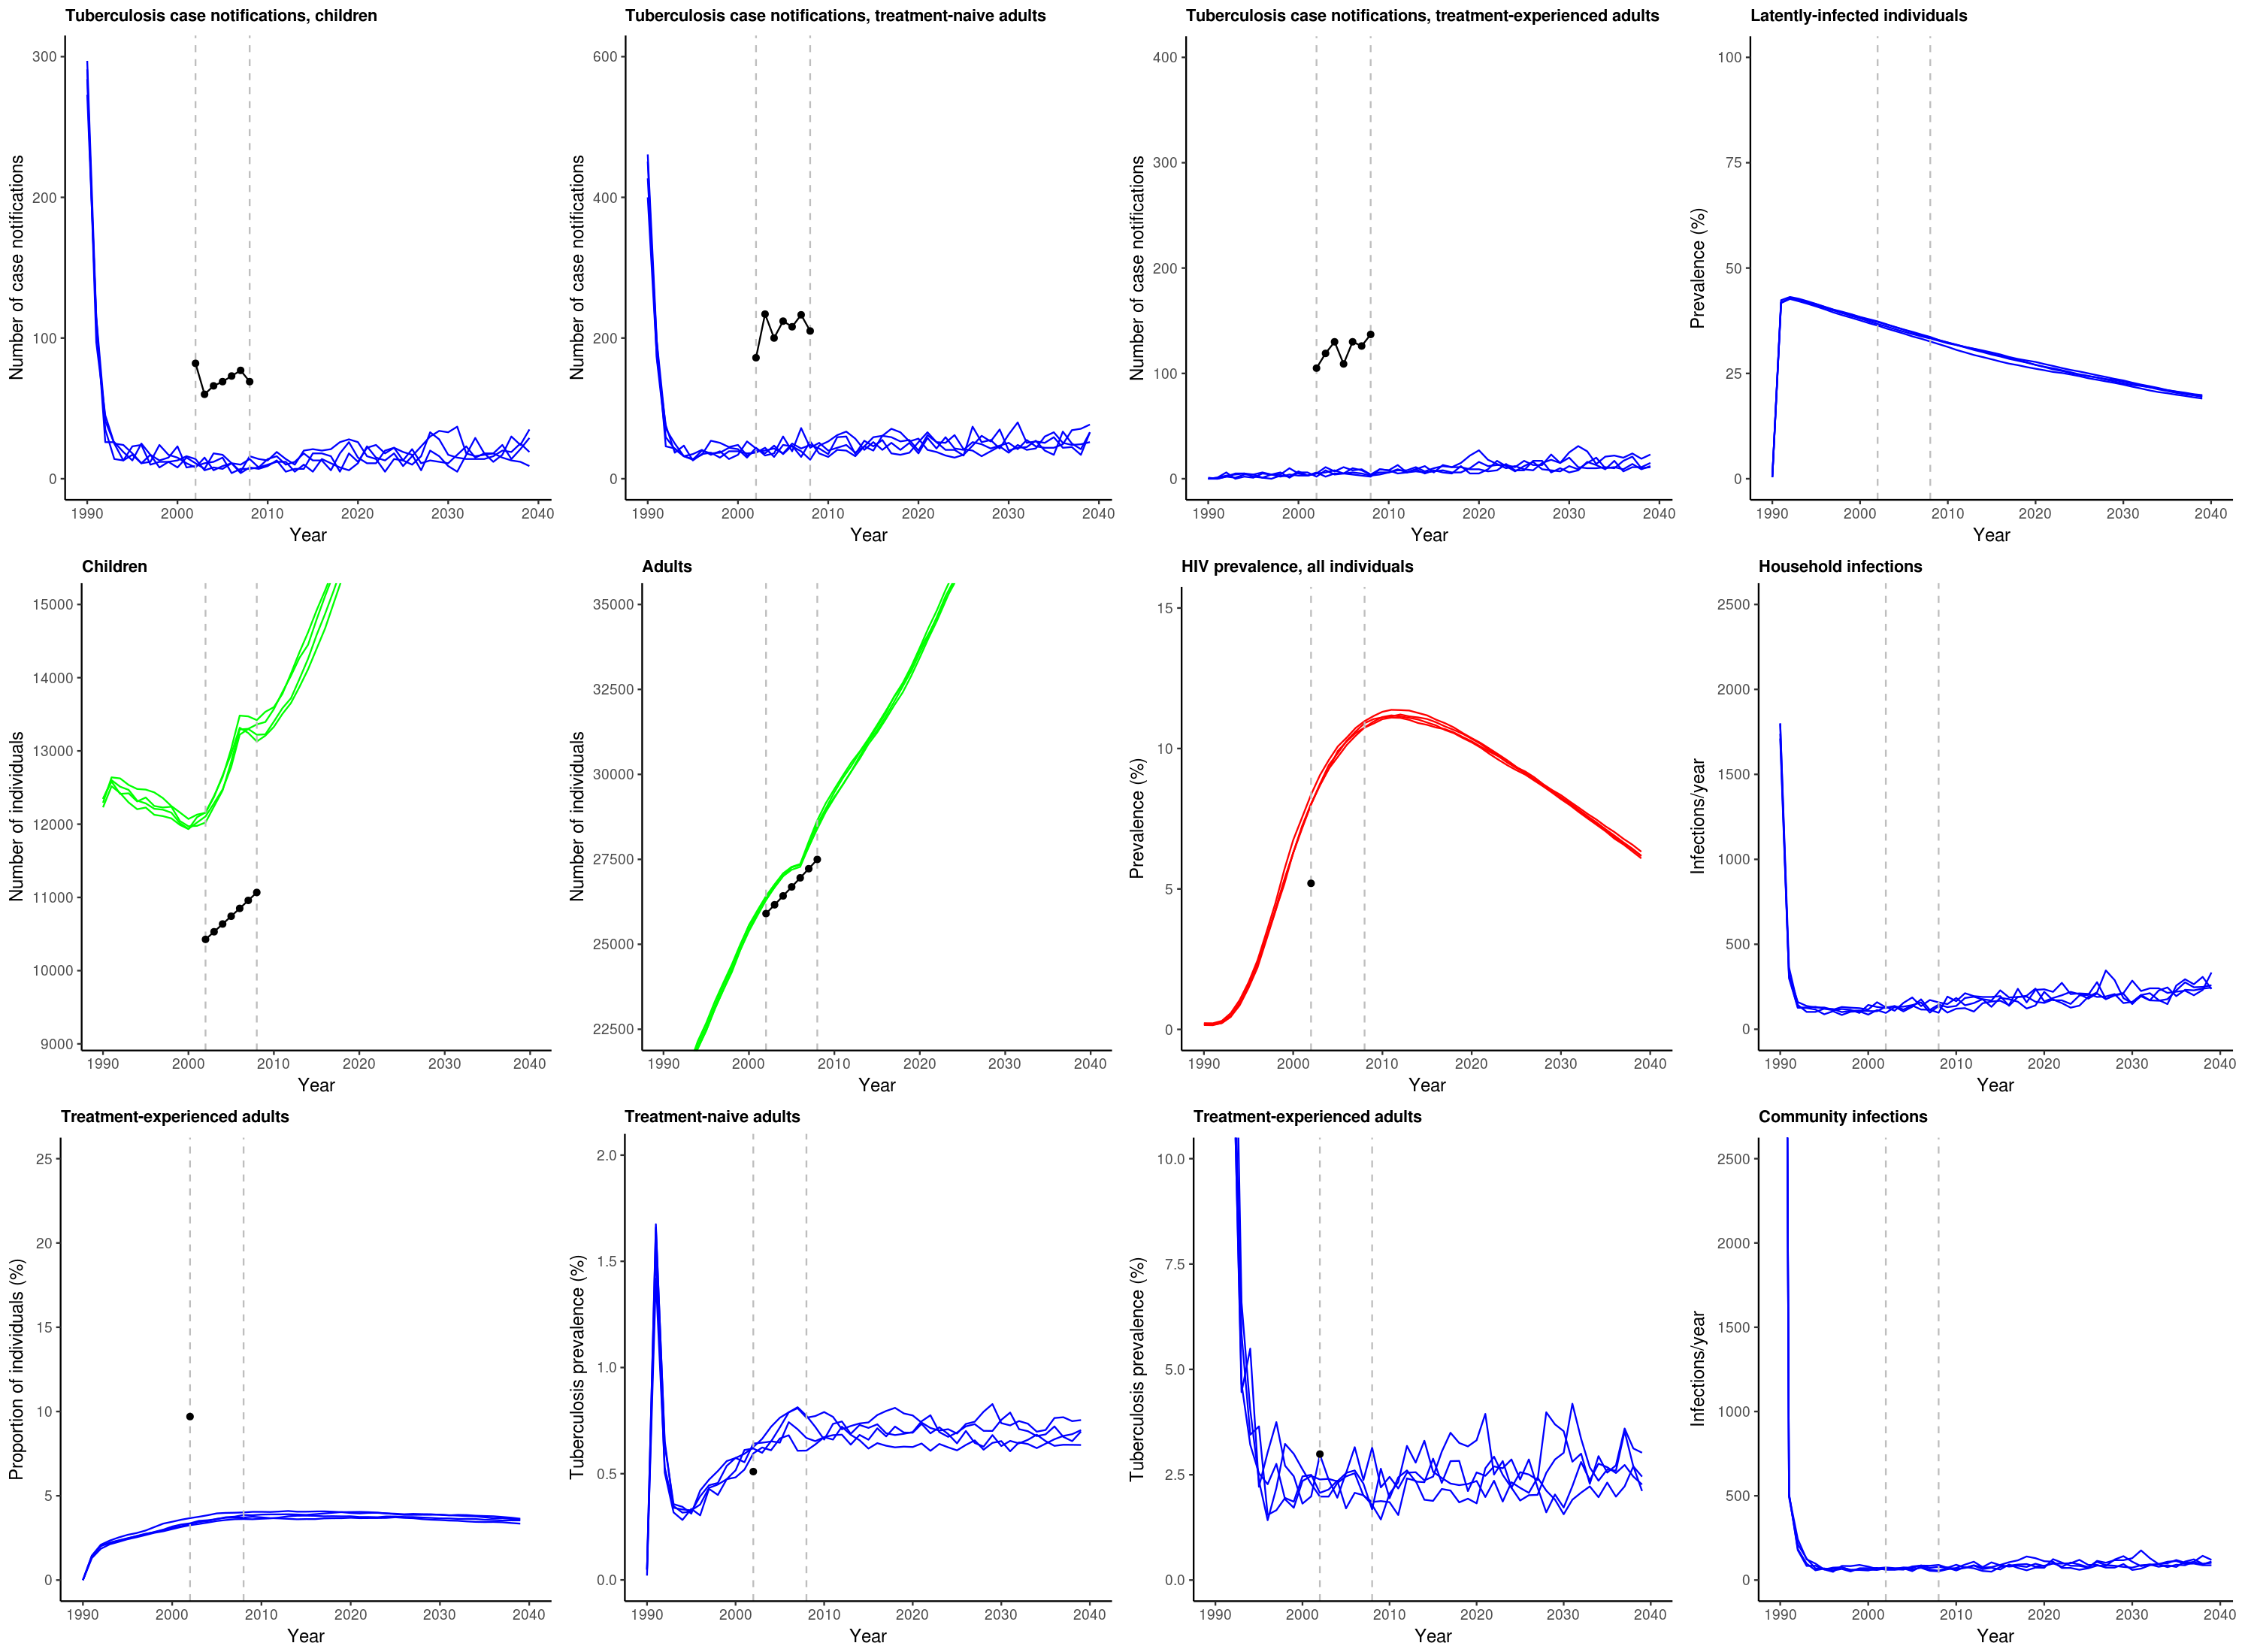 Tuberculosis case notifications, children
Number of case notifications
300
200
100
0
1990 2000 2010 2020 2030 2040
Year
Tuberculosis case notifications, treatment-naive adults
Number of case notifications
600
400
200
0
1990 2000 2010 2020 2030 2040
Year
Tuberculosis case notifications, treatment-experienced adults
Number of case notifications
400
300
200
100
0
1990 2000 2010 2020 2030 2040
Year
Latently-infected individuals
Prevalence (%)
100
75
50
25
0
1990 2000 2010 2020 2030 2040
Year
Children
Number of individuals
15000
14000
13000
12000
11000
10000
9000
1990 2000 2010 2020 2030 2040
Year
Adults
Number of individuals
35000
32500
30000
27500
25000
22500
1990 2000 2010 2020 2030 2040
Year
HIV prevalence, all individuals
Prevalence (%)
15
10
5
0
1990 2000 2010 2020 2030 2040
Year
Household infections
Infections/year
2500
2000
1500
1000
500
0
1990 2000 2010 2020 2030 2040
Year
Treatment-experienced adults
Proportion of individuals (%)
25
20
15
10
5
0
1990 2000 2010 2020 2030 2040
Year
Treatment-naive adults
Tuberculosis prevalence (%)
2.0
1.5
1.0
0.5
0.0
1990 2000 2010 2020 2030 2040
Year
Treatment-experienced adults
Tuberculosis prevalence (%)
10.0
7.5
5.0
2.5
0.0
1990 2000 2010 2020 2030 2040
Year
Community infections
Infections/year
2500
2000
1500
1000
500
0
1990 2000 2010 2020 2030 2040
Year